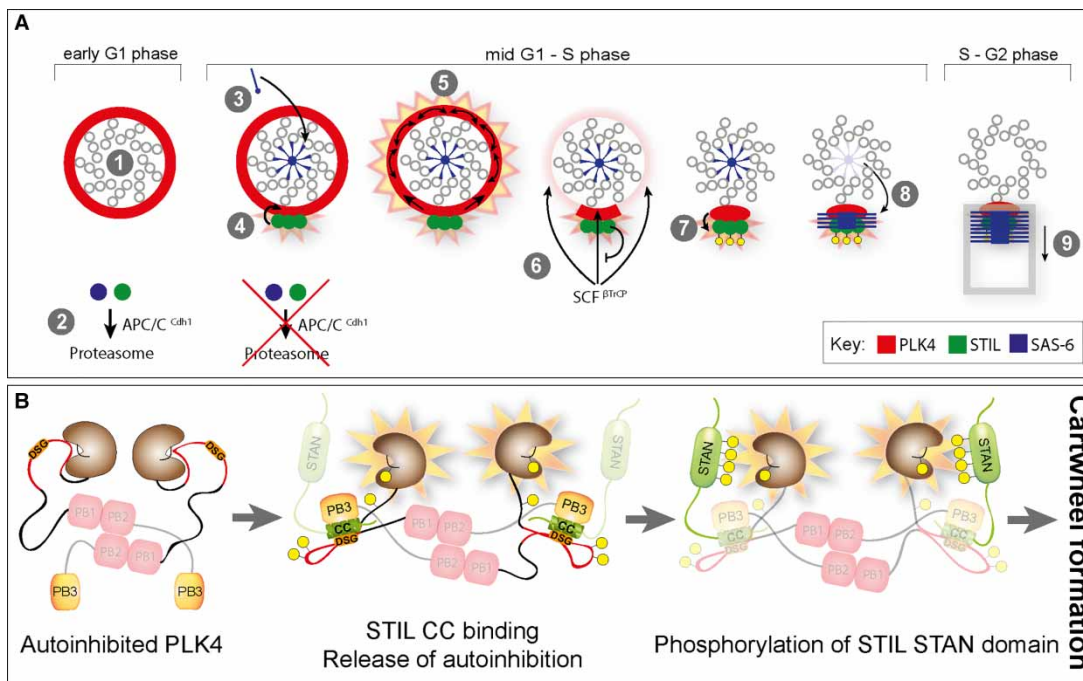 A
early G1 phase
mid G1 - S phase
S - G2 phase
1
3
5
4
6
7
8
9
SCF βTrCP
2
APC/C Cdh1
Proteasome
APC/C Cdh1
Proteasome
Key: PLK4 STIL SAS-6
B
DSG
DSG
PB1 PB2
PB2 PB1
PB3
PB3
Autoinhibited PLK4
STAN
STAN
PB3
CC
DSG
PB3
CC
DSG
PB1 PB2
PB2 PB1
STIL CC binding
Release of autoinhibition
STAN
STAN
PB3
CC
DSG
PB3
CC
DSG
PB1 PB2
PB2 PB1
Phosphorylation of STIL STAN domain
Cartwheel formation